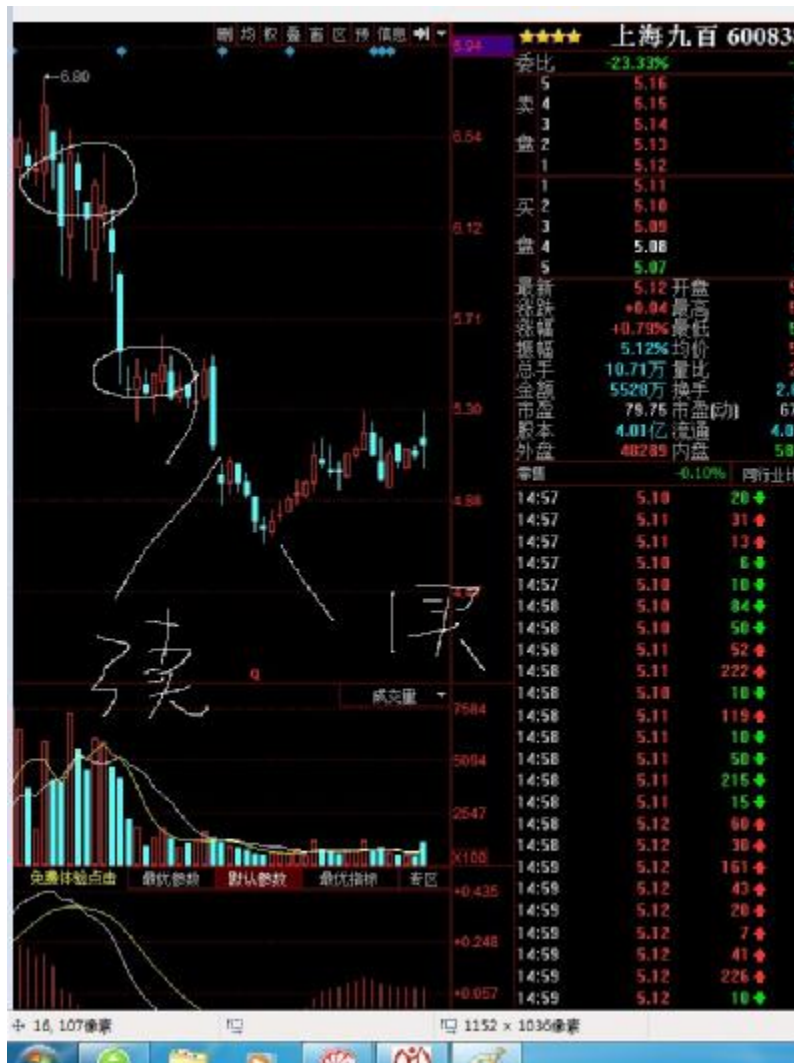 删 均 权 叠 画 区 预 信息
6.94
★★★★ 上海九百 60083
委比 -23.33%
5 5.16
卖 4 5.15
3 5.14
盘 2 5.13
1 5.12
1 5.11
买 2 5.10
3 5.09
盘 4 5.08
5 5.07
最新 5.12 开盘
涨跌 +0.04 最高
涨幅 +0.79% 最低
振幅 5.12% 均价
总手 10.71万 量比
金额 5528万 换手 2.
市盈 79.75 市盈(动) 67
股本 4.01亿 流通 4.0
外盘 48289 内盘 58
零售 -0.10% 同行业比
14:57 5.10 20
14:57 5.11 31
14:57 5.11 13
14:57 5.10 6
14:57 5.10 10
14:58 5.10 84
14:58 5.10 50
14:58 5.11 52
14:58 5.11 222
14:58 5.10 10
14:58 5.11 119
14:58 5.11 10
14:58 5.11 50
14:58 5.11 215
14:58 5.11 15
14:58 5.12 60
14:58 5.12 30
14:59 5.12 161
14:59 5.12 43
14:59 5.12 20
14:59 5.12 7
14:59 5.12 41
14:59 5.12 226
14:59 5.12 10
6.80
6.54
6.12
5.71
5.30
4.88
Q
成交量
7584
5094
2547
X100
免费体验点击 最优参数 默认参数 最优指标 专区
+0.435
+0.248
+0.057
16, 107像素 1152 × 1036像素